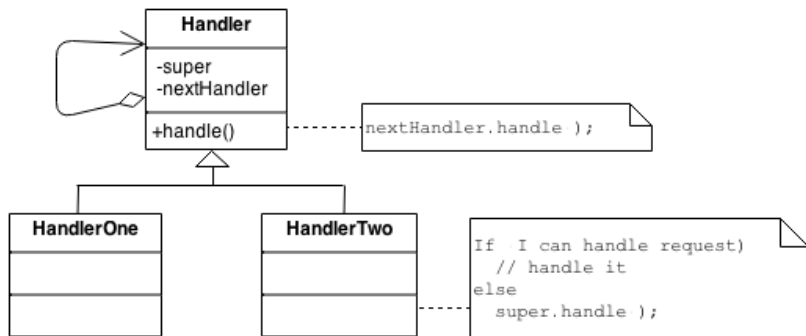 Handler
-super
-nextHandler
+handle()
nextHandler.handle );
HandlerOne
HandlerTwo
If I can handle request)
// handle it
else
super.handle );